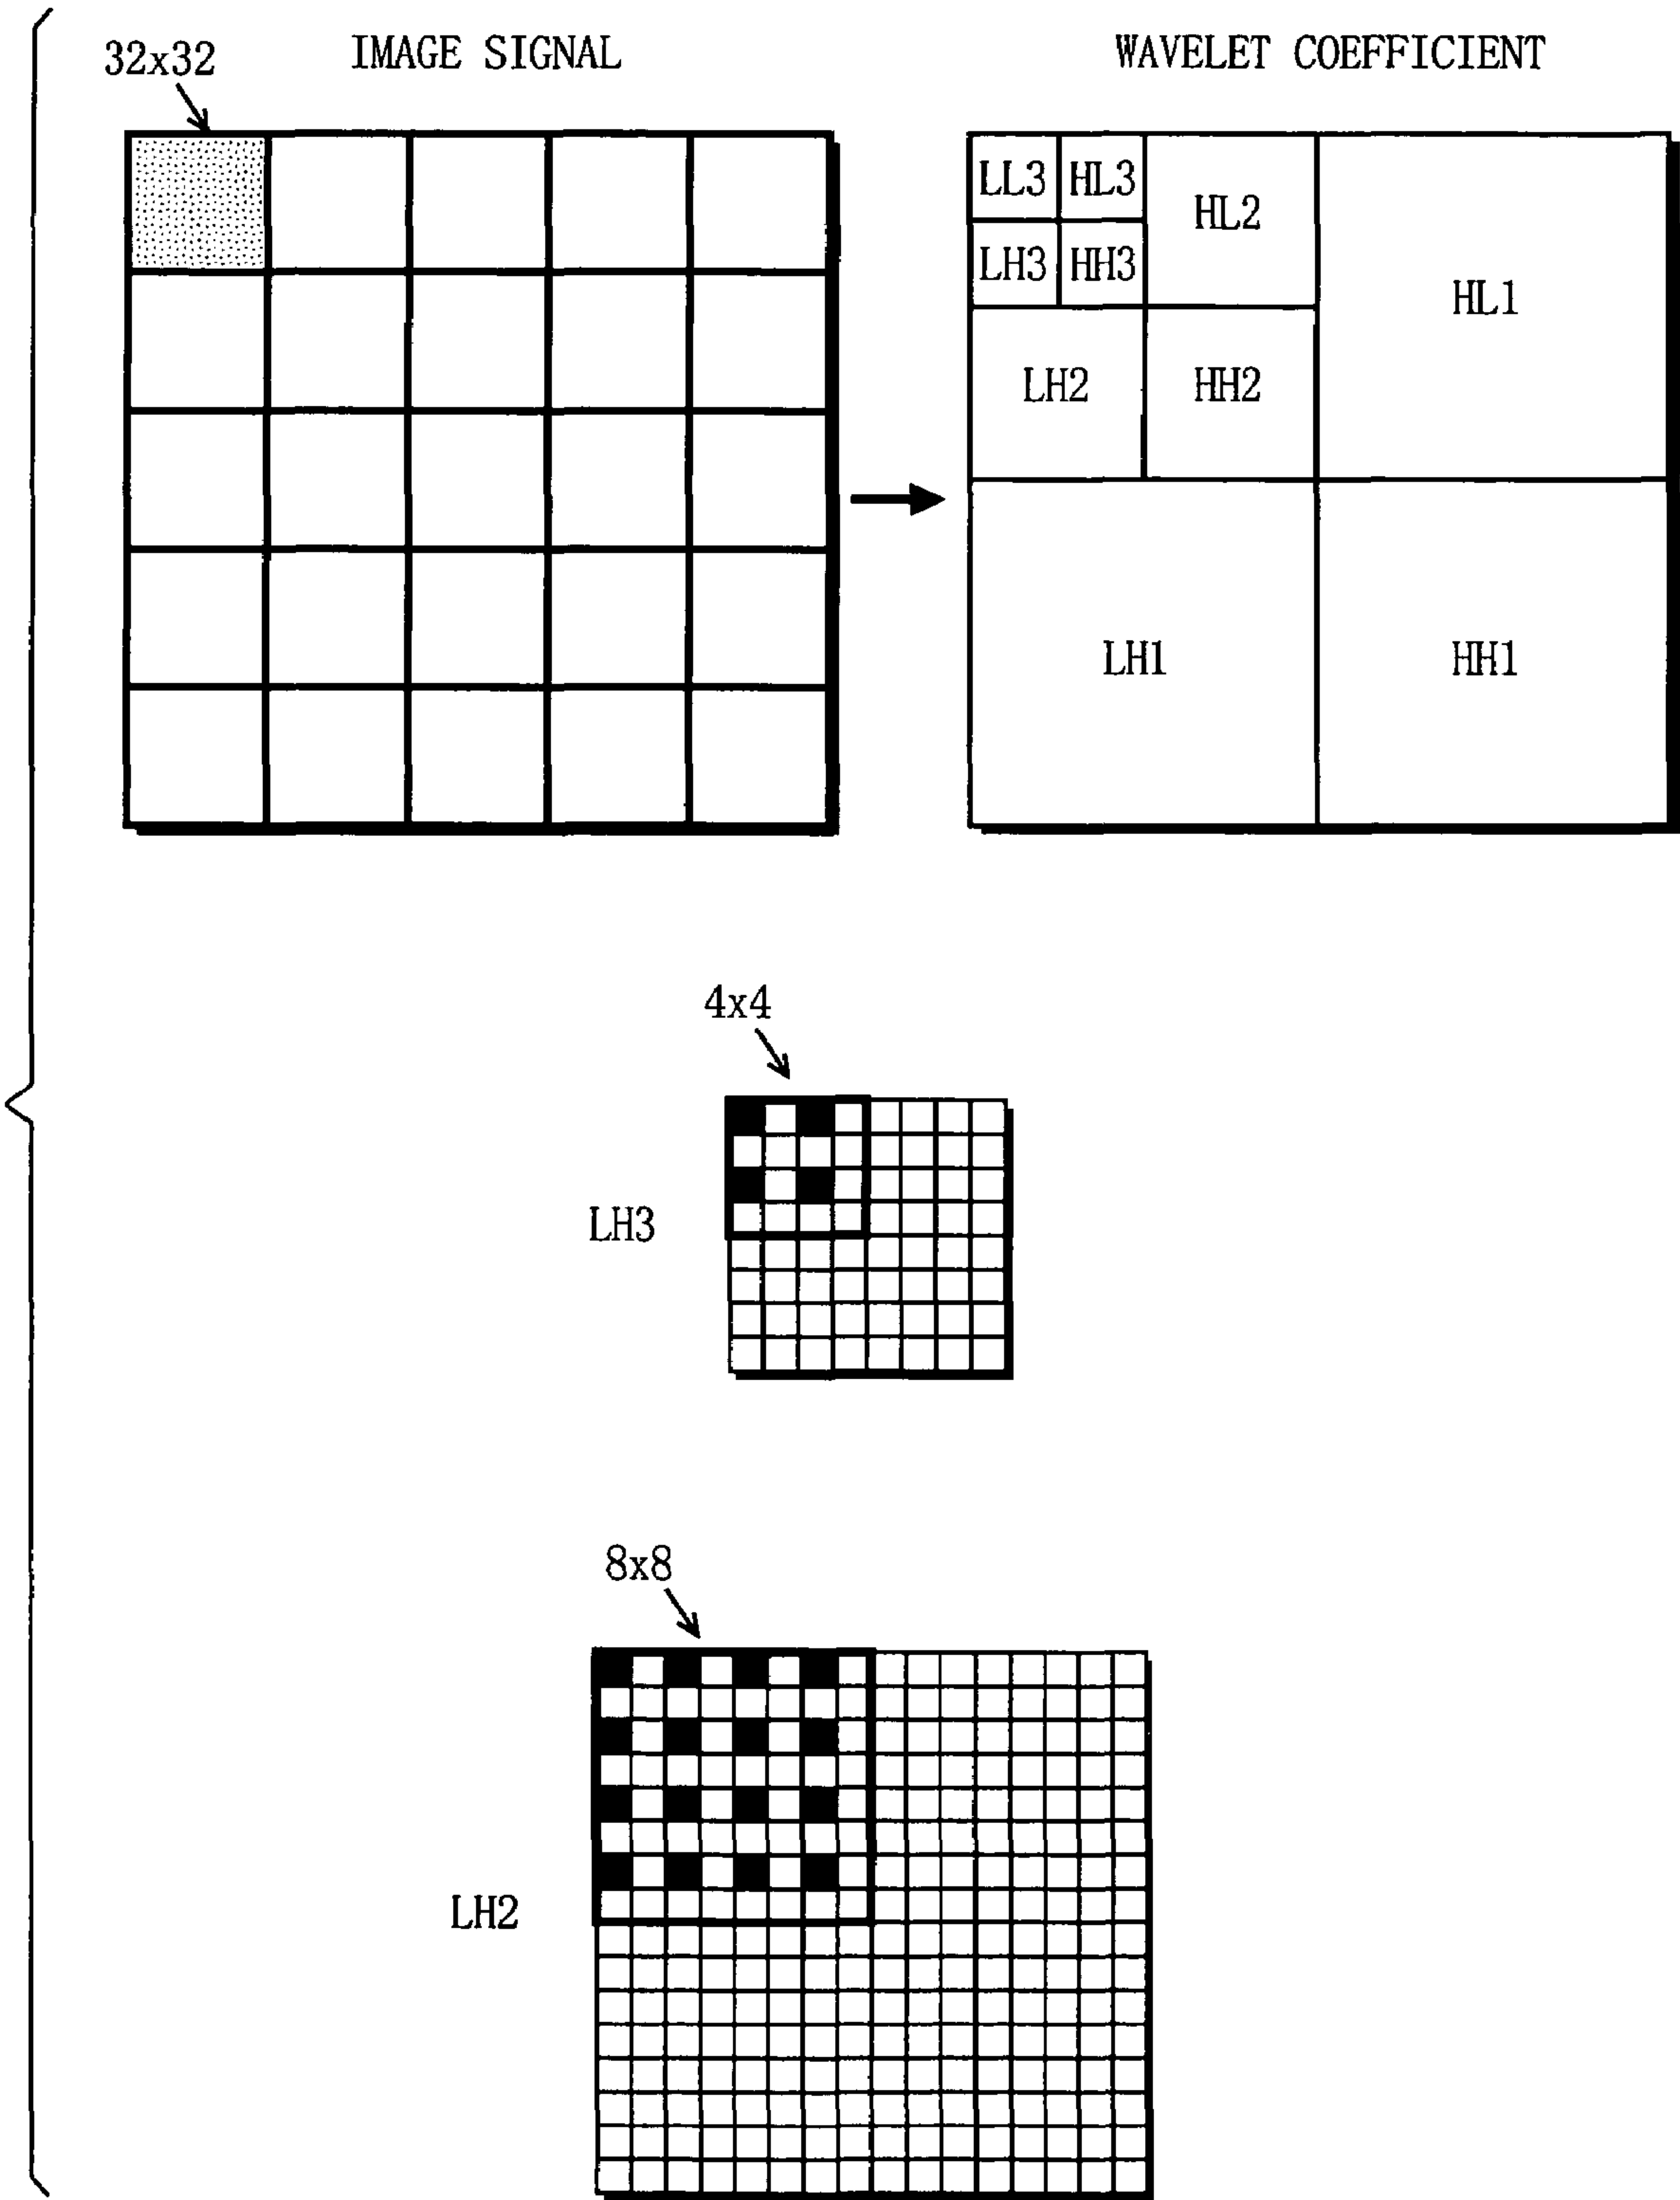 IMAGE SIGNAL
WAVELET COEFFICIENT
32x32
LL3
HL3
HL2
LH3
HH3
HL1
LH2
HH2
LH1
HH1
4x4
LH3
8x8
LH2